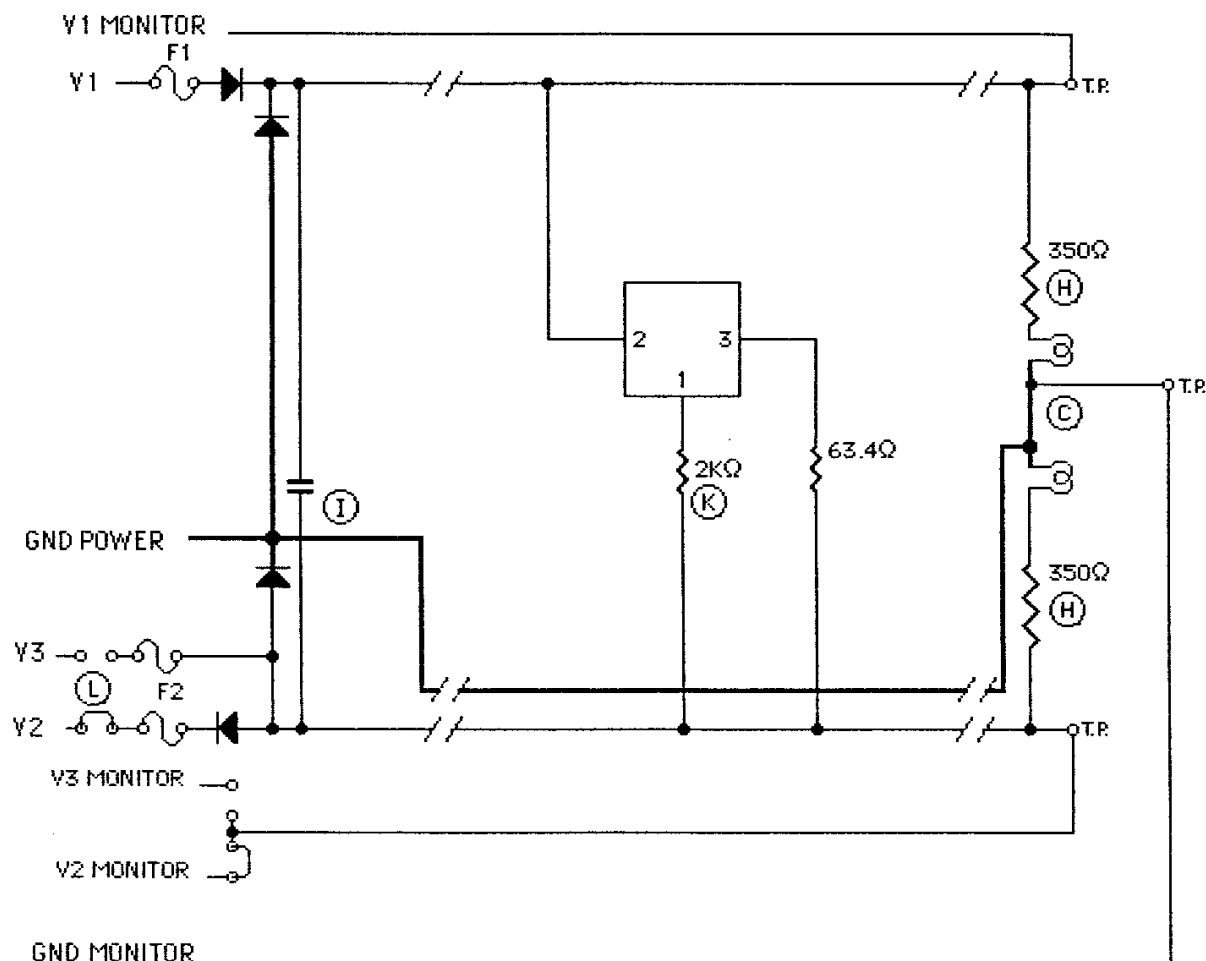 V1 MONITOR
F1
V1
T.P.
350Ω
H
2
3
1
T.P.
C
2KΩ
63.4Ω
K
I
GND POWER
350Ω
H
V3
L
F2
V2
T.P.
V3 MONITOR
V2 MONITOR
GND MONITOR